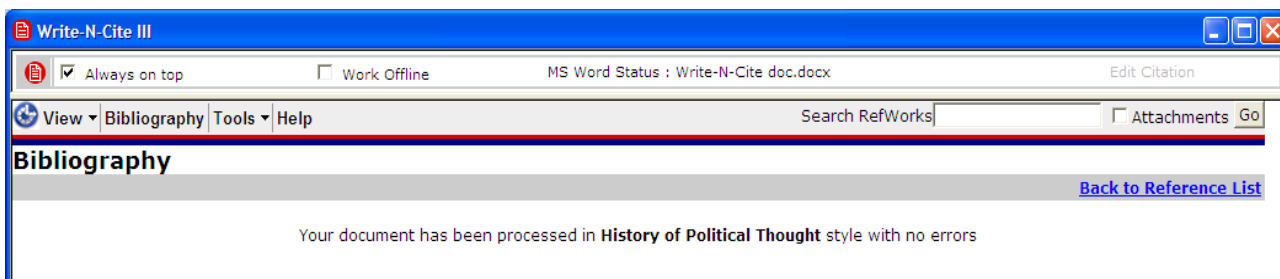 Write-N-Cite III
Always on top Work Offline MS Word Status : Write-N-Cite doc.docx Edit Citation
View Bibliography Tools Help Search RefWorks Attachments Go
Bibliography
Back to Reference List
Your document has been processed in History of Political Thought style with no errors